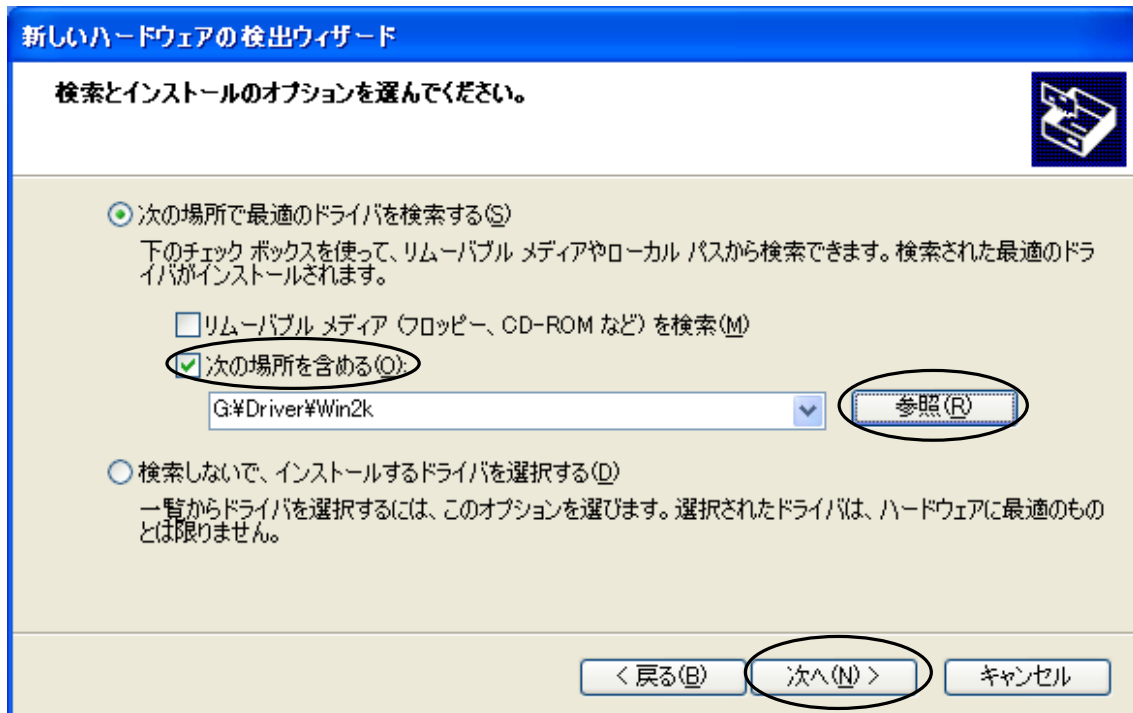 新しいハードウェアの検出ウィザード
検索とインストールのオプションを選んでください。
次の場所で最適のドライバを検索する(S)
下のチェック ボックスを使って、リムーバブル メディアやローカル パスから検索できます。検索された最適のドラ
イバがインストールされます。
リムーバブル メディア (フロッピー、CD-ROM など) を検索(M)
次の場所を含める(O):
G:¥Driver¥Win2k
参照(R)
検索しないで、インストールするドライバを選択する(D)
一覧からドライバを選択するには、このオプションを選びます。選択されたドライバは、ハードウェアに最適のもの
とは限りません。
< 戻る(B) 次へ(N) > キャンセル